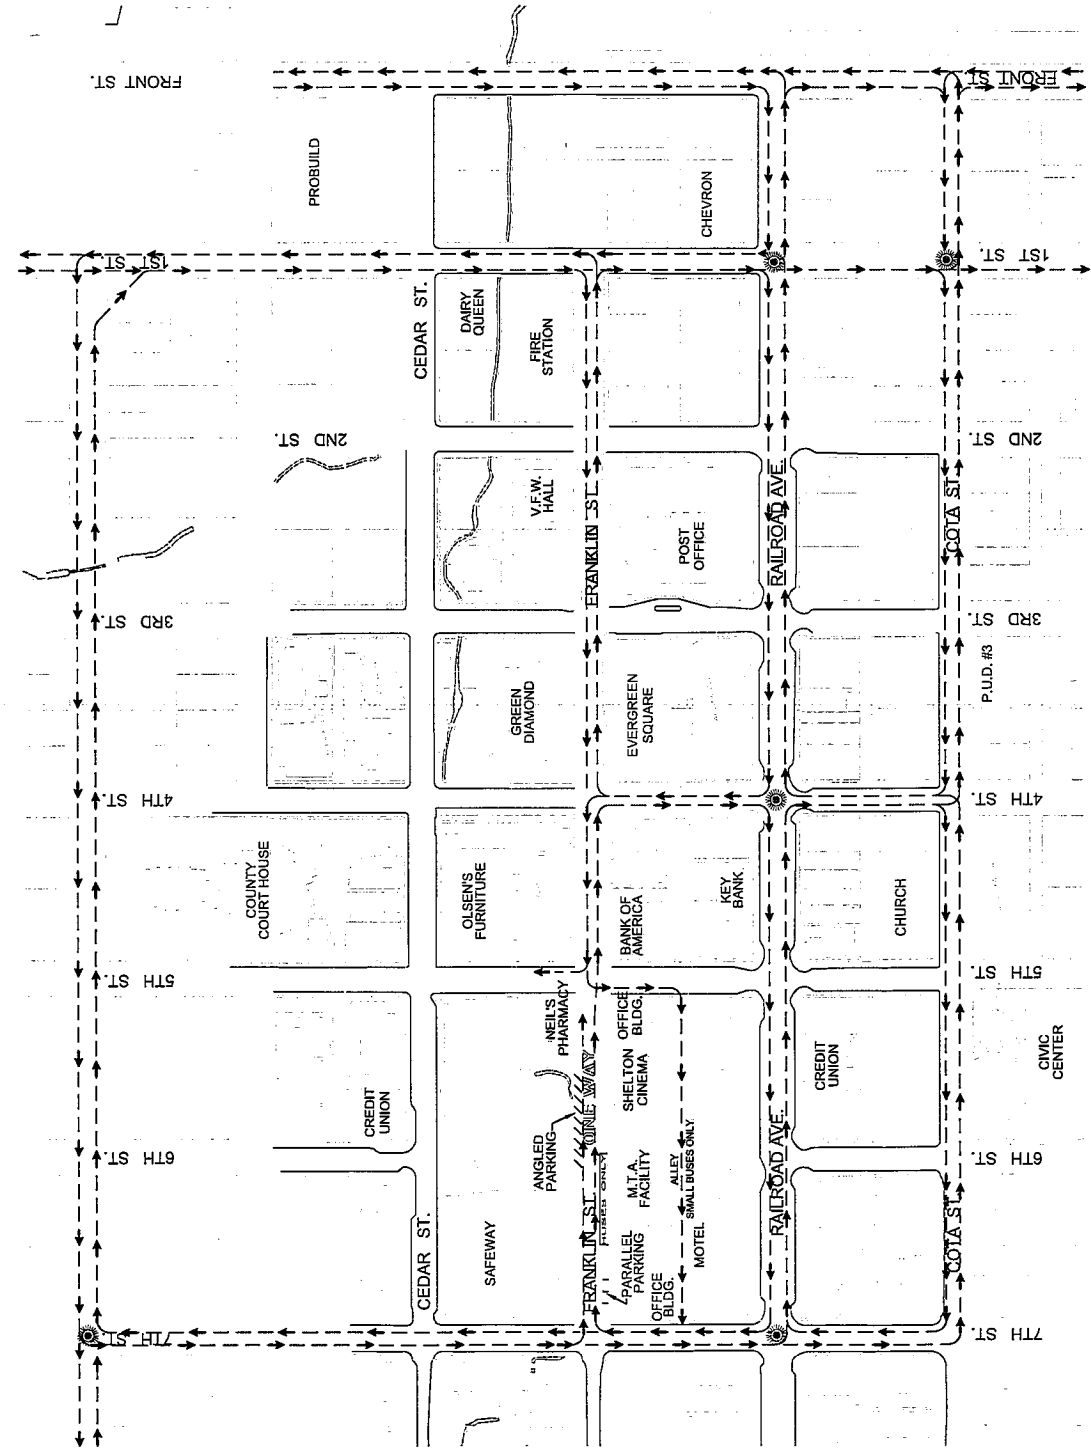 FRONT ST.
FRONT ST.
PROBUILD
CHEVRON
1ST ST.
1ST ST.
CEDAR ST.
DAIRY
QUEEN
FIRE
STATION
2ND ST.
2ND ST.
V.F.W.
HALL
FRANKLIN ST.
POST
OFFICE
RAILROAD AVE.
COTA ST.
3RD ST.
3RD ST.
P.U.D. #3
GREEN
DIAMOND
EVERGREEN
SQUARE
4TH ST.
4TH ST.
COUNTY
COURT HOUSE
OLSEN'S
FURNITURE
BANK OF
AMERICA
KEY
BANK
CHURCH
5TH ST.
5TH ST.
NEIL'S
PHARMACY
OFFICE
BLDG.
CIVIC
CENTER
CREDIT
UNION
ANGLED
PARKING
ONE WAY
SHELTON
CINEMA
CREDIT
UNION
6TH ST.
6TH ST.
BUSES ONLY
M.T.A.
FACILITY
ALLEY
SMALL BUSES ONLY
RAILROAD AVE.
CEDAR ST.
SAFEWAY
FRANKLIN ST.
PARALLEL
PARKING
OFFICE
BLDG.
MOTEL
COTA ST.
7TH ST.
7TH ST.